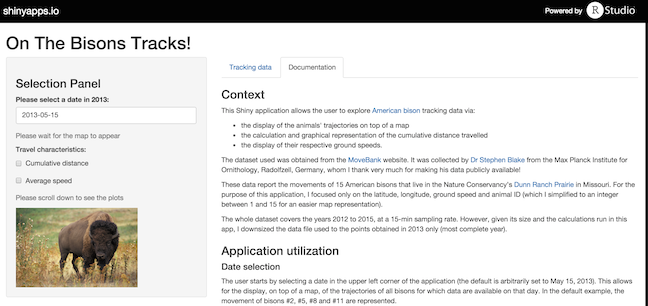 shinyapps.io
Powered by R Studio
On The Bisons Tracks!
Selection Panel
Please select a date in 2013:
2013-05-15
Please wait for the map to appear
Travel characteristics:
Cumulative distance
Average speed
Please scroll down to see the plots
Tracking data
Documentation
Context
This Shiny application allows the user to explore American bison tracking data via:
• the display of the animals' trajectories on top of a map
• the calculation and graphical representation of the cumulative distance travelled
• the display of their respective ground speeds.
The dataset used was obtained from the MoveBank website. It was collected by Dr Stephen Blake from the Max Planck Institute for
Ornithology, Radolfzell, Germany, whom I thank very much for making his data publicly available!
These data report the movements of 15 American bisons that live in the Nature Conservancy's Dunn Ranch Prairie in Missouri. For the
purpose of this application, I focused only on the latitude, longitude, ground speed and animal ID (which I simplified to an integer
between 1 and 15 for an easier map representation).
The whole dataset covers the years 2012 to 2015, at a 15-min sampling rate. However, given its size and the calculations run in this
app, I downsized the data file used to the points obtained in 2013 only (most complete year).
Application utilization
Date selection
The user starts by selecting a date in the upper left corner of the application (the default is arbitrarily set to May 15, 2013). This allows
for the display, on top of a map, of the trajectories of all bisons for which data are available on that day. In the default example, the
movement of bisons #2, #5, #8 and #11 are represented.